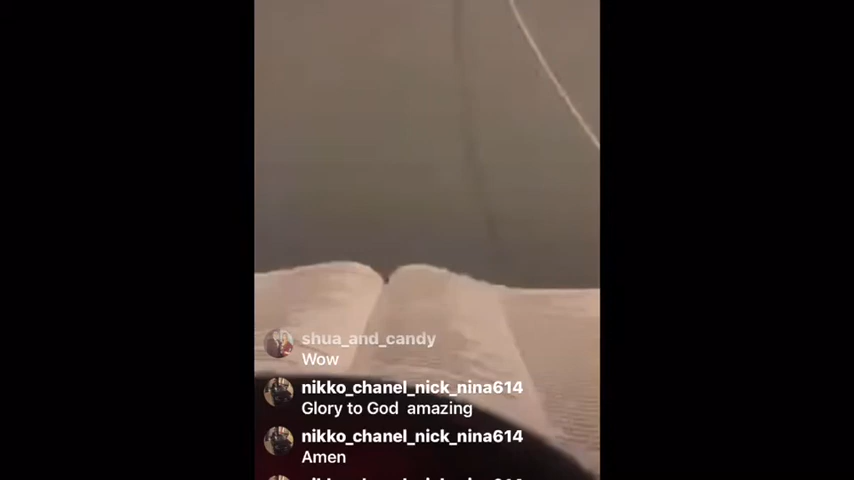 shua_and_candy
Wow
nikko_chanel_nick_nina614
Glory to God amazing
nikko_chanel_nick_nina614
Amen